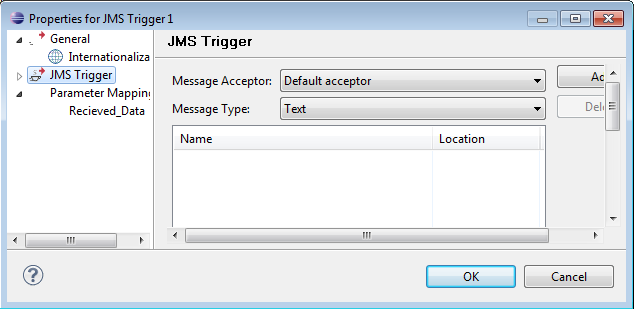 Properties for JMS Trigger 1
General
Internationaliza
JMS Trigger
Parameter Mapping
Recieved_Data
JMS Trigger
Message Acceptor: Default acceptor
Ad
Message Type: Text
Dele
Name Location
?
OK Cancel